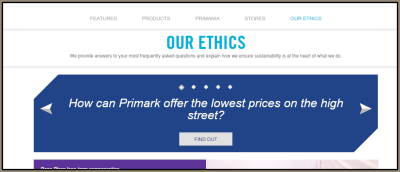 FEATURES PRODUCTS PRIMANIA STORES OUR ETHICS
OUR ETHICS
We provide answers to your most frequently asked questions and explain how we ensure sustainability is at the heart of what we do.
How can Primark offer the lowest prices on the high
street?
FIND OUT